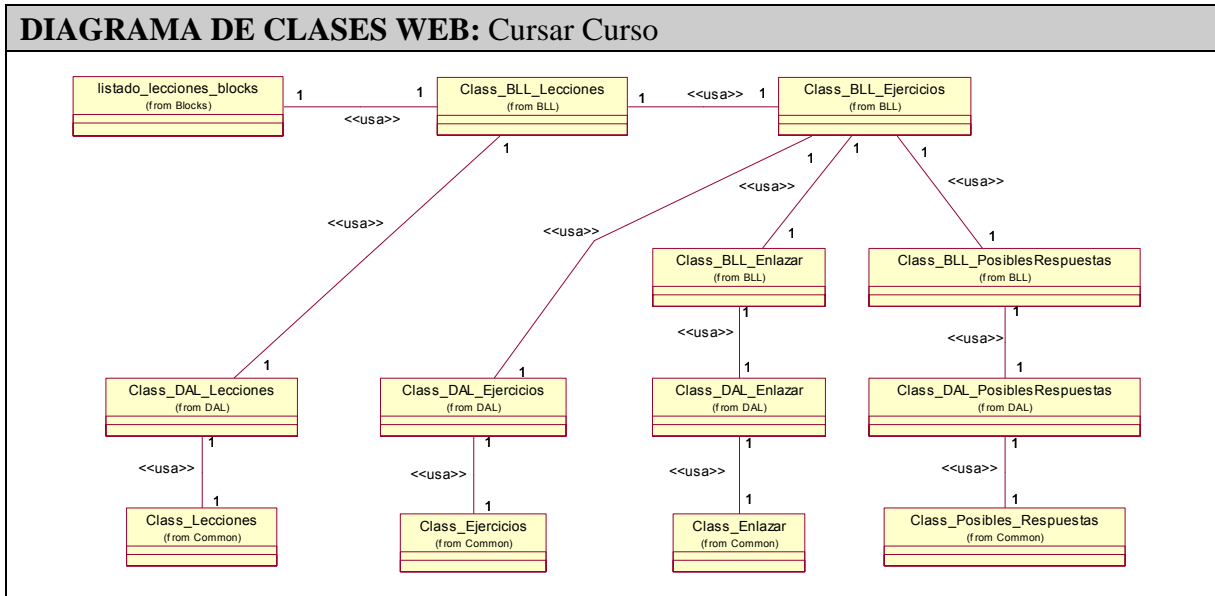 DIAGRAMA DE CLASES WEB: Cursar Curso
listado_lecciones_blocks
(from Blocks)
1
<<usa>>
1
Class_BLL_Lecciones
(from BLL)
1
<<usa>>
1
Class_BLL_Ejercicios
(from BLL)
1
1
1
1
<<usa>>
<<usa>>
<<usa>>
<<usa>>
1
1
Class_BLL_Enlazar
(from BLL)
Class_BLL_PosiblesRespuestas
(from BLL)
1
1
<<usa>>
<<usa>>
1
1
1
1
Class_DAL_Lecciones
(from DAL)
Class_DAL_Ejercicios
(from DAL)
Class_DAL_Enlazar
(from DAL)
Class_DAL_PosiblesRespuestas
(from DAL)
1
1
1
1
<<usa>>
<<usa>>
<<usa>>
<<usa>>
1
1
1
1
Class_Lecciones
(from Common)
Class_Ejercicios
(from Common)
Class_Enlazar
(from Common)
Class_Posibles_Respuestas
(from Common)